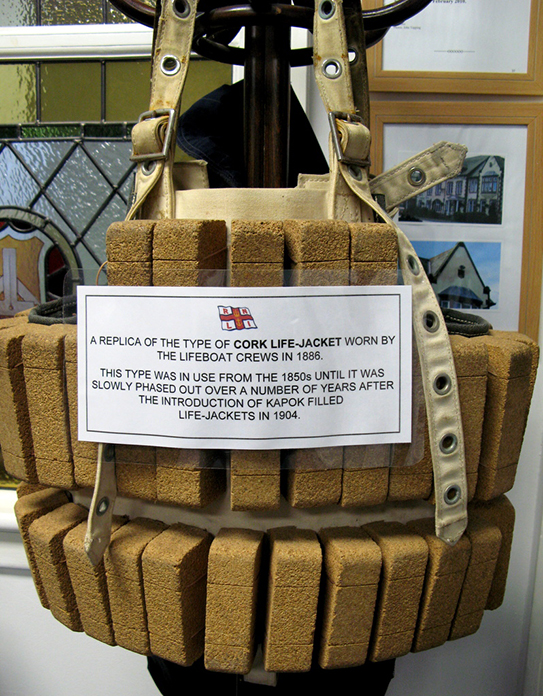 February 2009.
R N
L I
A REPLICA OF THE TYPE OF CORK LIFE-JACKET WORN BY
THE LIFEBOAT CREWS IN 1886.
THIS TYPE WAS IN USE FROM THE 1850s UNTIL IT WAS
SLOWLY PHASED OUT OVER A NUMBER OF YEARS AFTER
THE INTRODUCTION OF KAPOK FILLED
LIFE-JACKETS IN 1904.